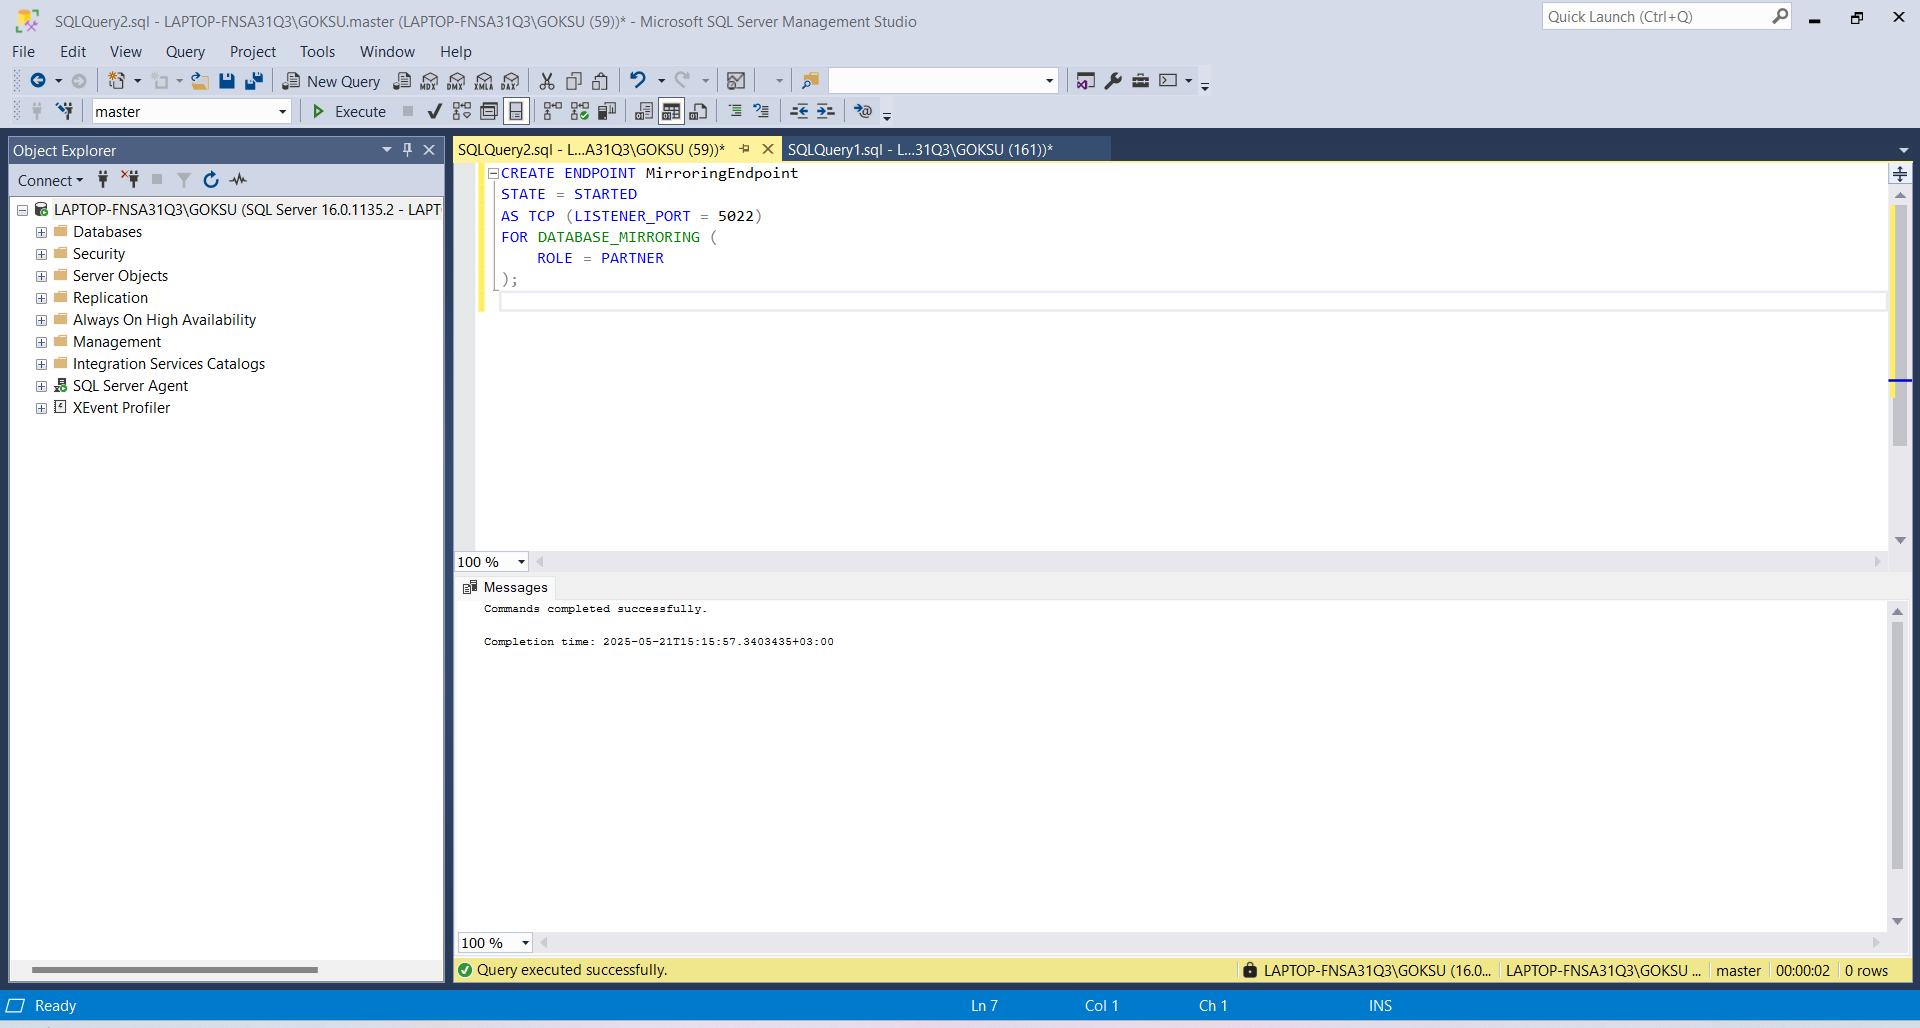 SQLQuery2.sql - LAPTOP-FNSA31Q3\GOKSU.master (LAPTOP-FNSA31Q3\GOKSU (59))* - Microsoft SQL Server Management Studio
Quick Launch (Ctrl+Q)
File Edit View Query Project Tools Window Help
New Query MDX DMX XMLA DAX
master Execute
Object Explorer
Connect
LAPTOP-FNSA31Q3\GOKSU (SQL Server 16.0.1135.2 - LAPT
Databases
Security
Server Objects
Replication
Always On High Availability
Management
Integration Services Catalogs
SQL Server Agent
XEvent Profiler
SQLQuery2.sql - L...A31Q3\GOKSU (59))* SQLQuery1.sql - L...31Q3\GOKSU (161))*
CREATE ENDPOINT MirroringEndpoint
STATE = STARTED
AS TCP (LISTENER_PORT = 5022)
FOR DATABASE_MIRRORING (
ROLE = PARTNER
);
100 %
Messages
Commands completed successfully.
Completion time: 2025-05-21T15:15:57.3403435+03:00
100 %
Query executed successfully. LAPTOP-FNSA31Q3\GOKSU (16.0... LAPTOP-FNSA31Q3\GOKSU ... master 00:00:02 0 rows
Ready Ln 7 Col 1 Ch 1 INS